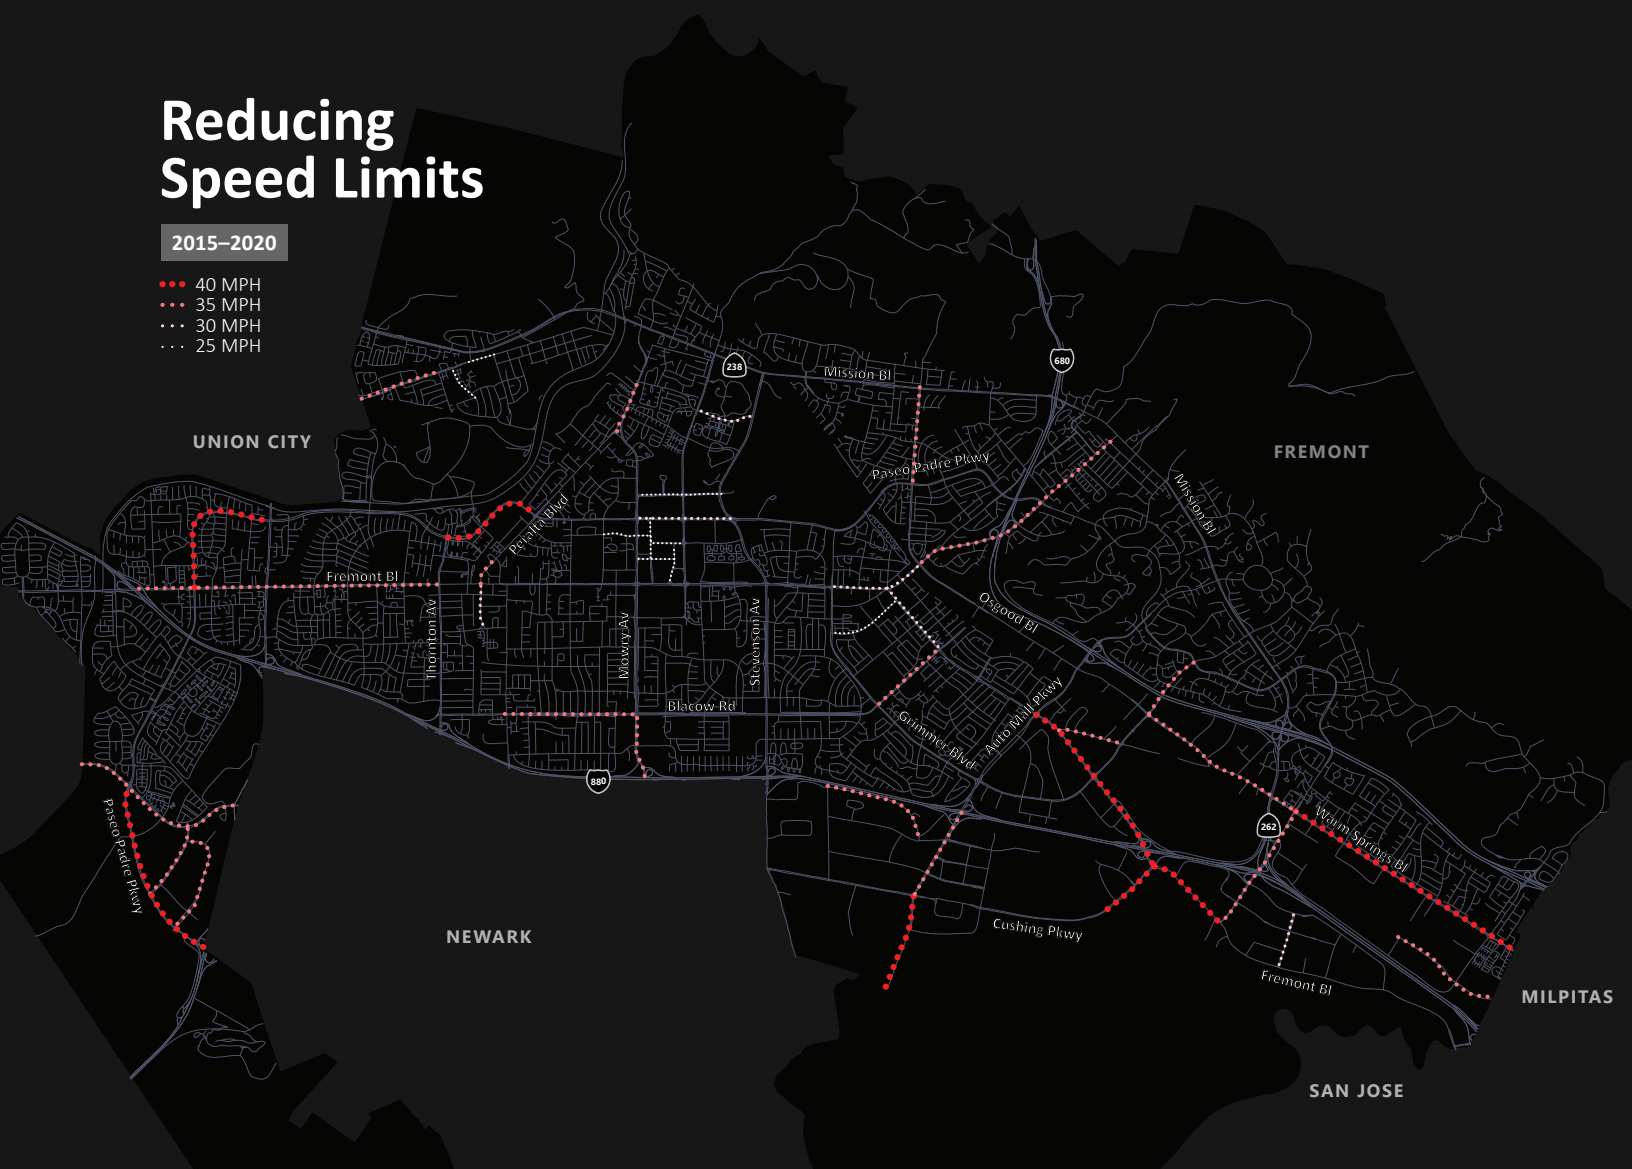 Reducing
Speed Limits
2015–2020
40 MPH
35 MPH
30 MPH
25 MPH
238
Mission Bl
680
UNION CITY
FREMONT
Paseo Padre Pkwy
Mission Bl
Peralta Blvd
Fremont Bl
Thornton Av
Mowry Av
Stevenson Av
Osgood Bl
Blacow Rd
Grimmer Blvd
Auto Mall Pkwy
880
Paseo Padre Pkwy
262
Warm Springs Bl
NEWARK
Cushing Pkwy
Fremont Bl
MILPITAS
SAN JOSE